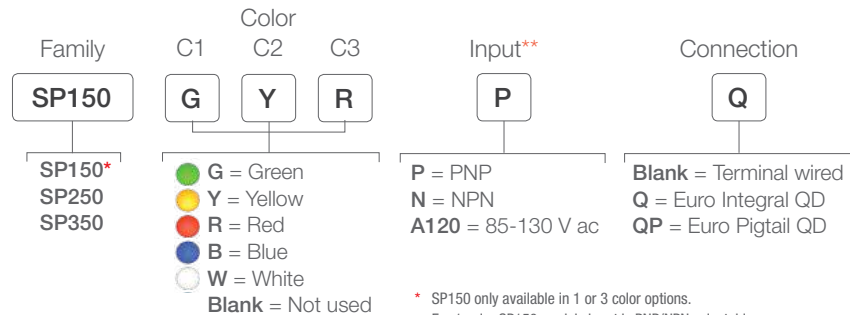 Color
Family C1 C2 C3 Input** Connection
SP150 G Y R P Q
SP150* G = Green P = PNP Blank = Terminal wired
SP250 Y = Yellow N = NPN Q = Euro Integral QD
SP350 R = Red A120 = 85-130 V ac QP = Euro Pigtail QD
B = Blue
W = White
Blank = Not used
* SP150 only available in 1 or 3 color options.